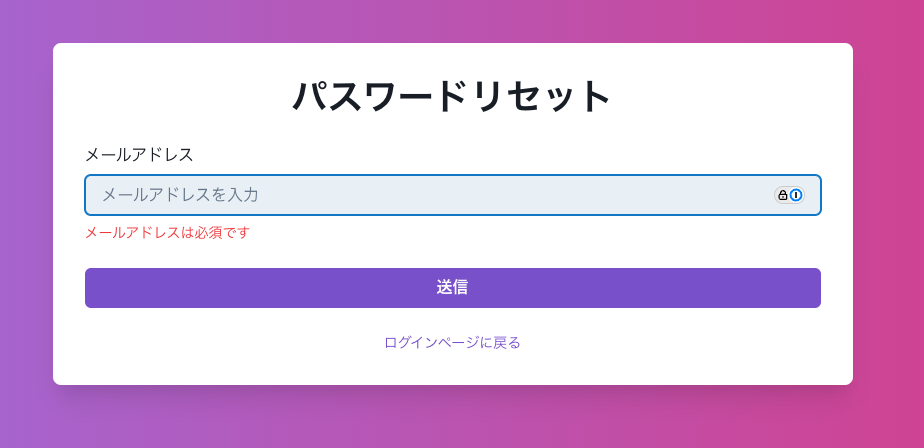 パスワードリセット
メールアドレス
メールアドレスを入力
メールアドレスは必須です
送信
ログインページに戻る